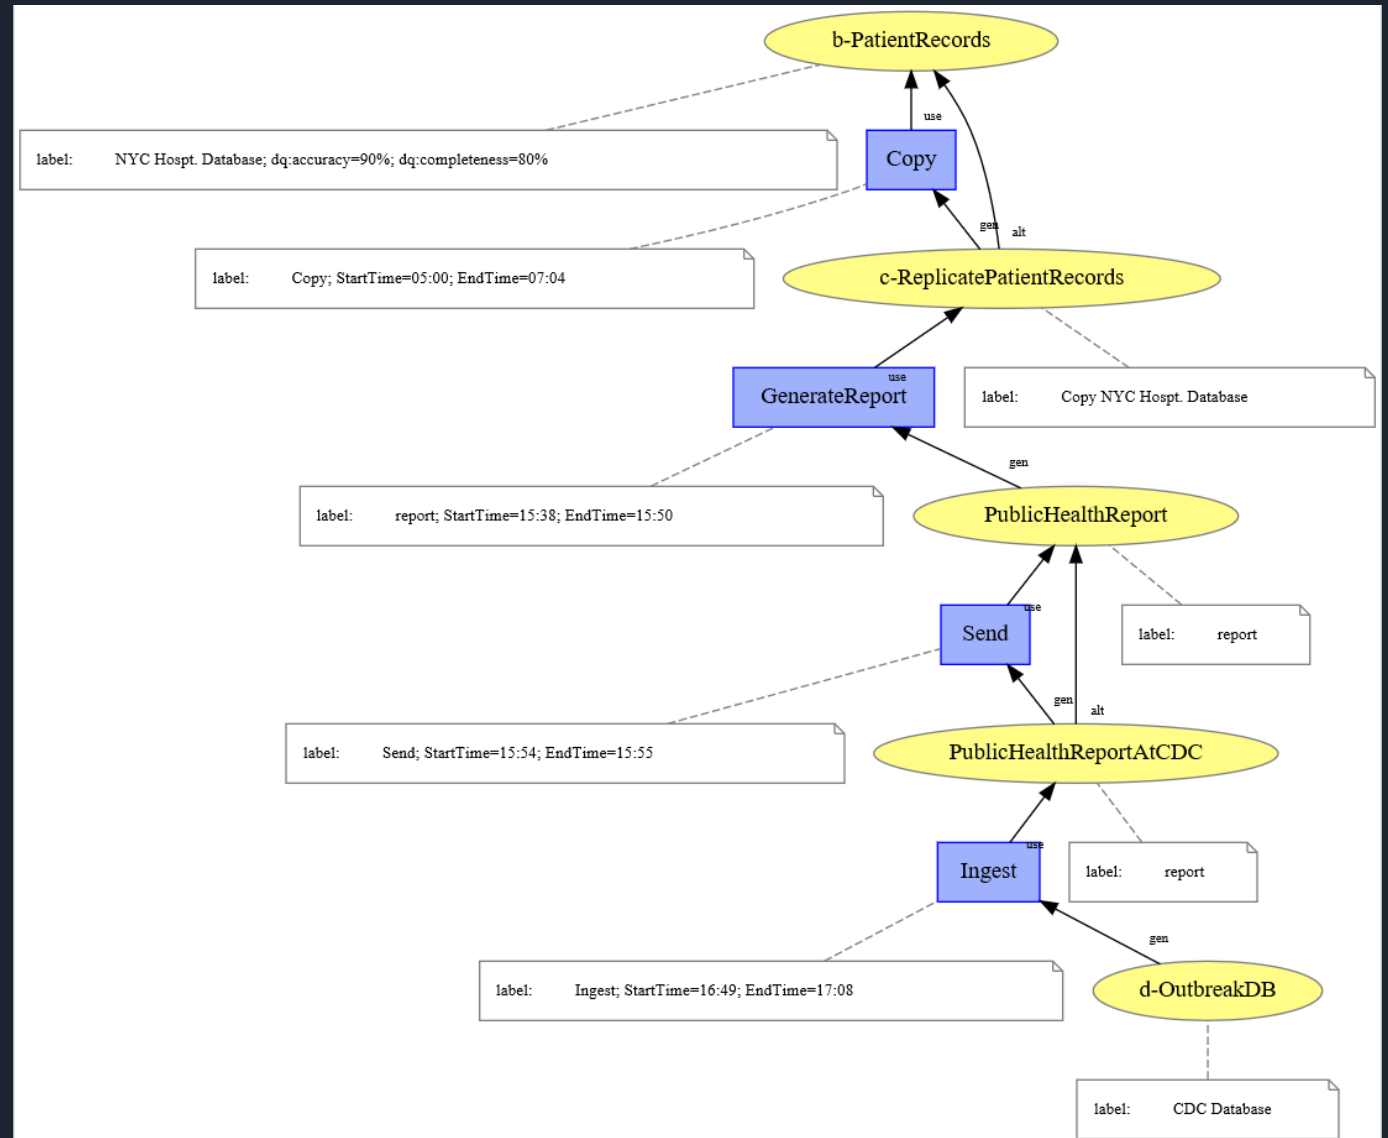 b-PatientRecords
use
label: NYC Hospt. Database; dq:accuracy=90%; dq:completeness=80%
Copy
gen
alt
label: Copy; StartTime=05:00; EndTime=07:04
c-ReplicatePatientRecords
use
GenerateReport
label: Copy NYC Hospt. Database
gen
label: report; StartTime=15:38; EndTime=15:50
PublicHealthReport
use
Send
label: report
gen
alt
label: Send; StartTime=15:54; EndTime=15:55
PublicHealthReportAtCDC
use
Ingest
label: report
gen
label: Ingest; StartTime=16:49; EndTime=17:08
d-OutbreakDB
label: CDC Database